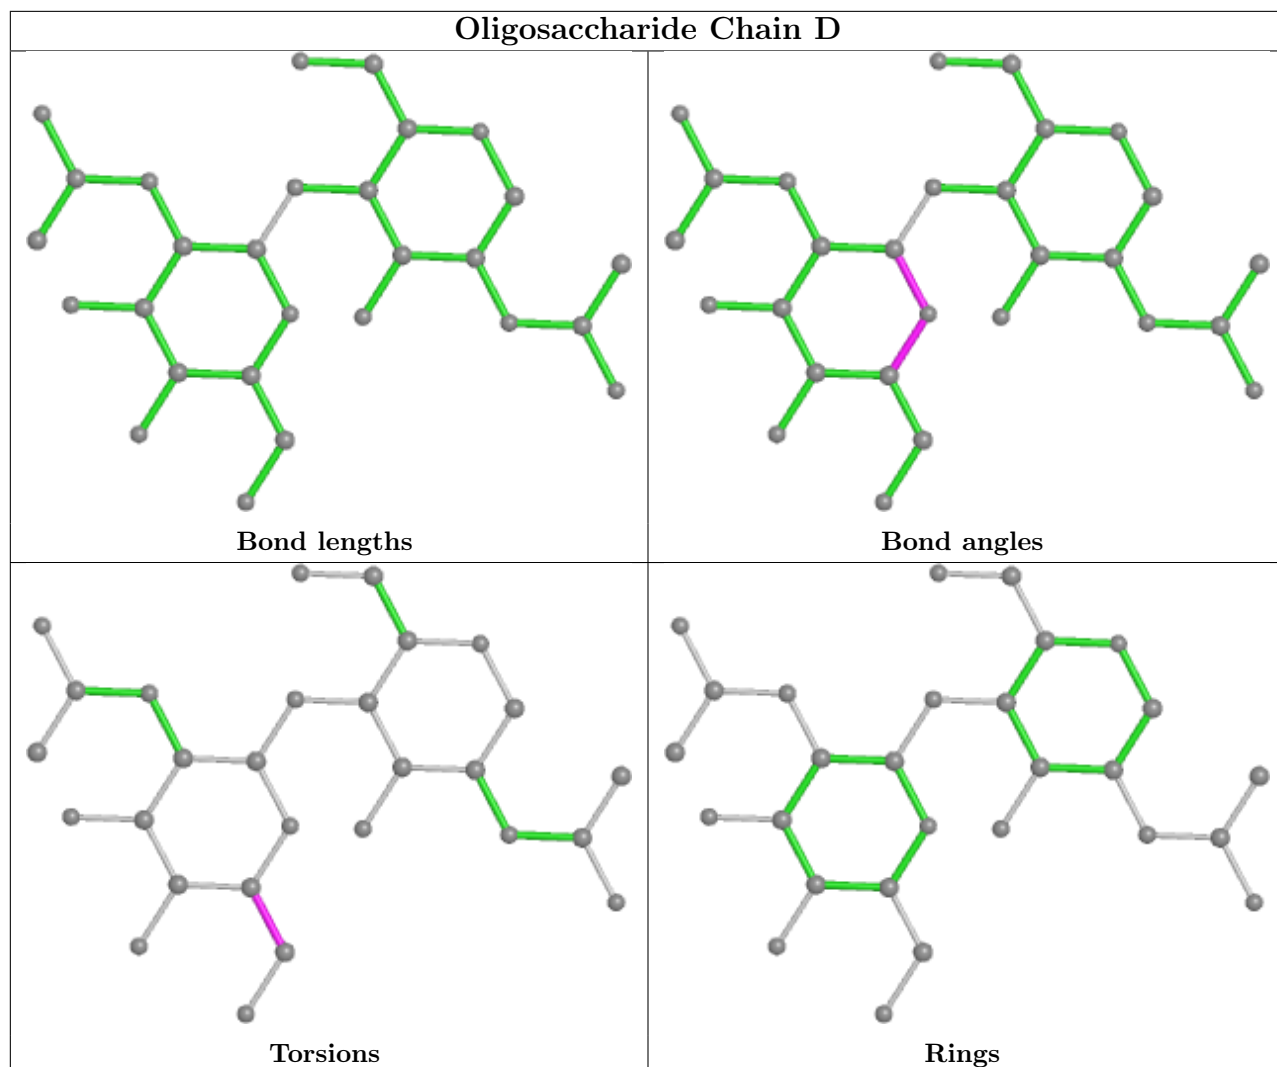 Oligosaccharide Chain D
Bond lengths
Bond angles
Torsions
Rings